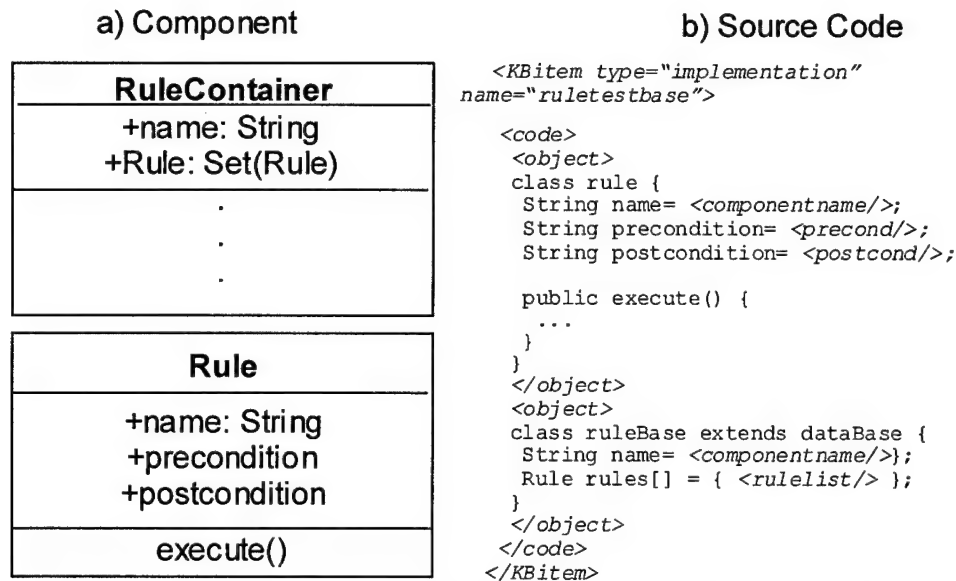 a) Component
RuleContainer
+name: String
+Rule: Set(Rule)
.
.
.
Rule
+name: String
+precondition
+postcondition
execute()
b) Source Code
<KBitem type="implementation"
name="ruletestbase">
<code>
<object>
class rule {
String name= <componentname/>;
String precondition= <precond/>;
String postcondition= <postcond/>;
public execute() {
...
}
}
</object>
<object>
class ruleBase extends dataBase {
String name= <componentname/>};
Rule rules[] = { <rulelist/> };
}
</object>
</code>
</KBitem>